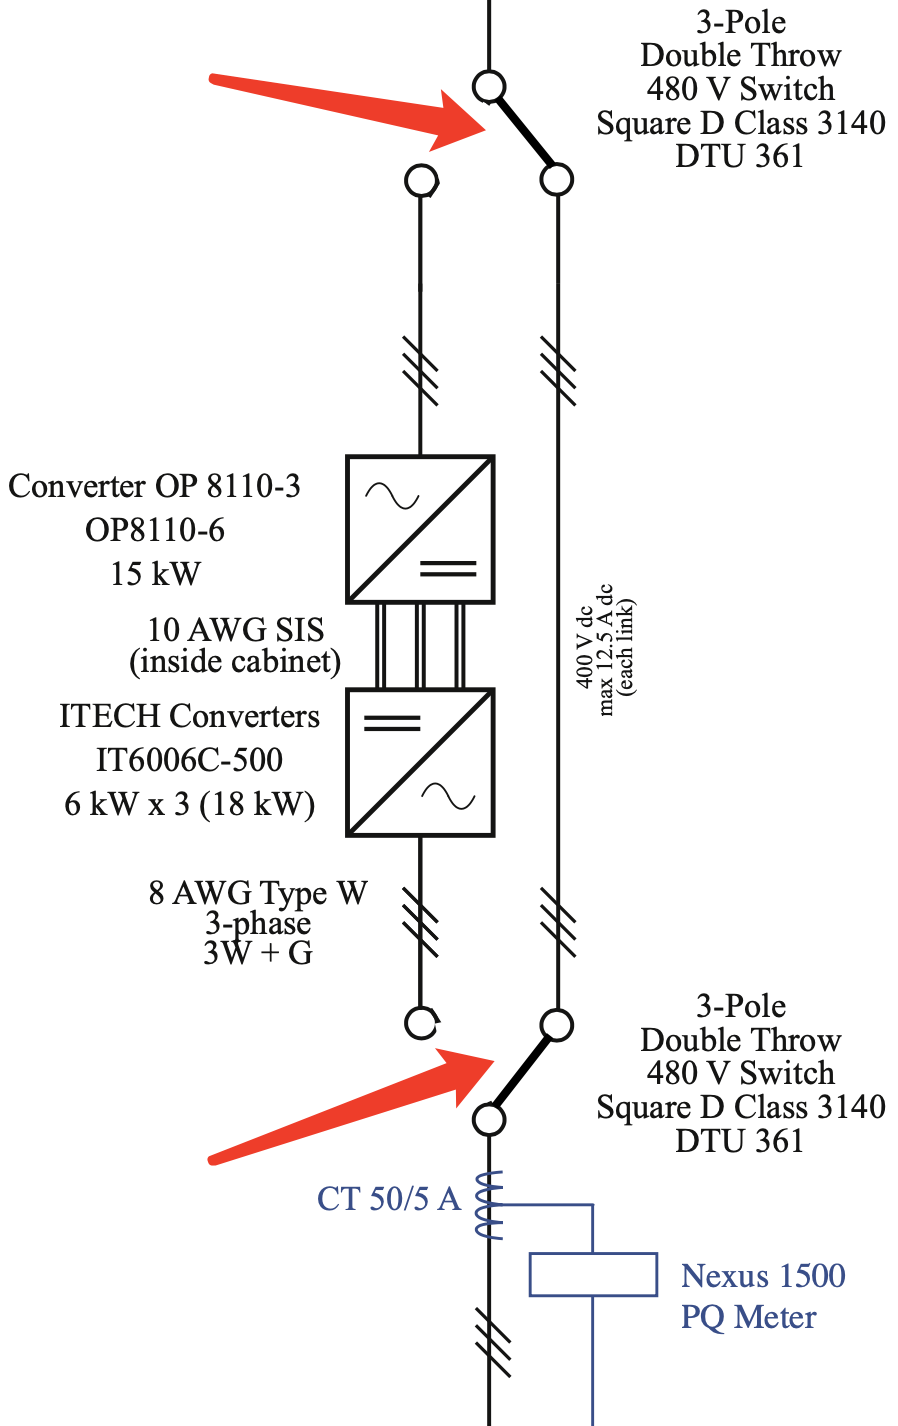 3-Pole
Double Throw
480 V Switch
Square D Class 3140
DTU 361
Converter OP 8110-3
OP8110-6
15 kW
10 AWG SIS
(inside cabinet)
400 V dc
max 12.5 A dc
(each link)
ITECH Converters
IT6006C-500
6 kW x 3 (18 kW)
8 AWG Type W
3-phase
3W + G
3-Pole
Double Throw
480 V Switch
Square D Class 3140
DTU 361
CT 50/5 A
Nexus 1500
PQ Meter